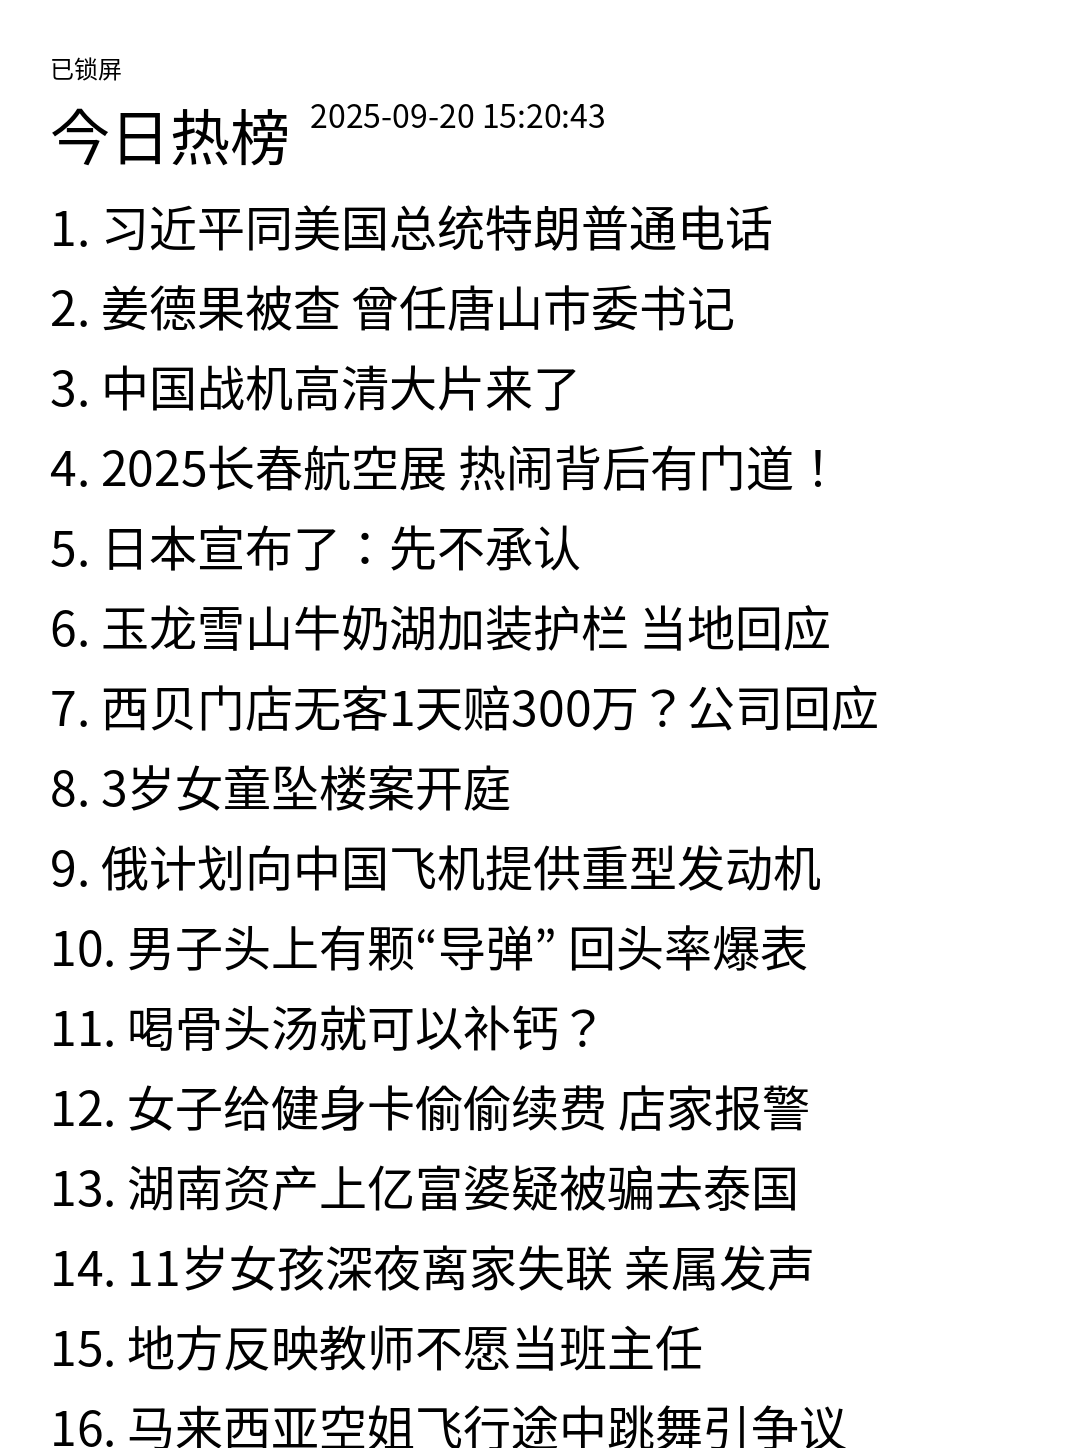 已锁屏
今日热榜 2025-09-20 15:20:43
1. 习近平同美国总统特朗普通电话
2. 姜德果被查 曾任唐山市委书记
3. 中国战机高清大片来了
4. 2025长春航空展 热闹背后有门道！
5. 日本宣布了：先不承认
6. 玉龙雪山牛奶湖加装护栏 当地回应
7. 西贝门店无客1天赔300万？公司回应
8. 3岁女童坠楼案开庭
9. 俄计划向中国飞机提供重型发动机
10. 男子头上有颗“导弹” 回头率爆表
11. 喝骨头汤就可以补钙？
12. 女子给健身卡偷偷续费 店家报警
13. 湖南资产上亿富婆疑被骗去泰国
14. 11岁女孩深夜离家失联 亲属发声
15. 地方反映教师不愿当班主任
16. 马来西亚空姐飞行途中跳舞引争议